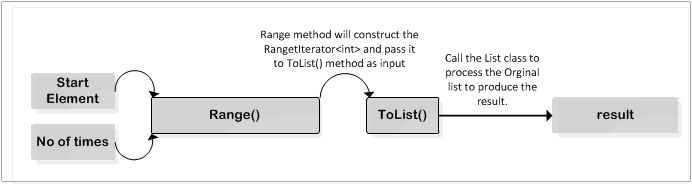 Range method will construct the
RangetIterator<int> and pass it
to ToList() method as input
Call the List class to
process the Orginal
list to produce the
result.
Start
Element
Range()
ToList()
result
No of times